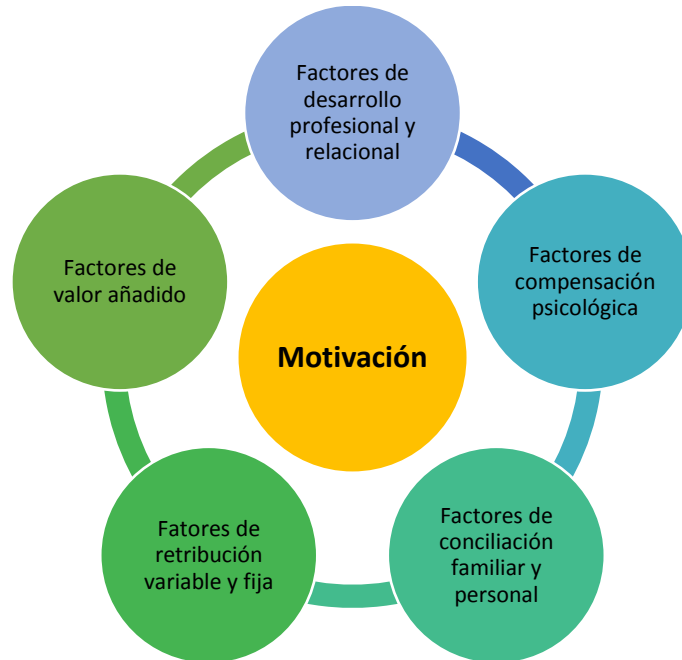 Factores de
desarrollo
profesional y
relacional
Factores de
compensación
psicológica
Factores de
valor añadido
Motivación
Fatores de
retribución
variable y fija
Factores de
conciliación
familiar y
personal